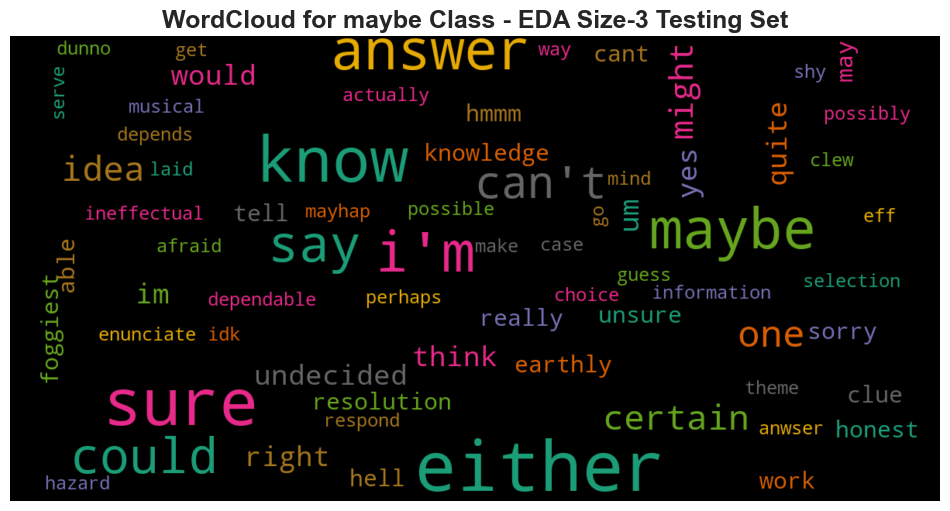 WordCloud for maybe Class - EDA Size-3 Testing Set
dunno get answer way cant may
serve would might shy
musical actually hmmm quite possibly
depends know knowledge yes clew
idea laid can't mind
ineffectual tell mayhap possible go um maybe eff
able afraid say i'm make case
foggiest im dependable perhaps guess choice information selection
enunciate idk really unsure one sorry
undecided think earthly
sure resolution theme clue
respond certain anwser honest
could right either
hazard hell work